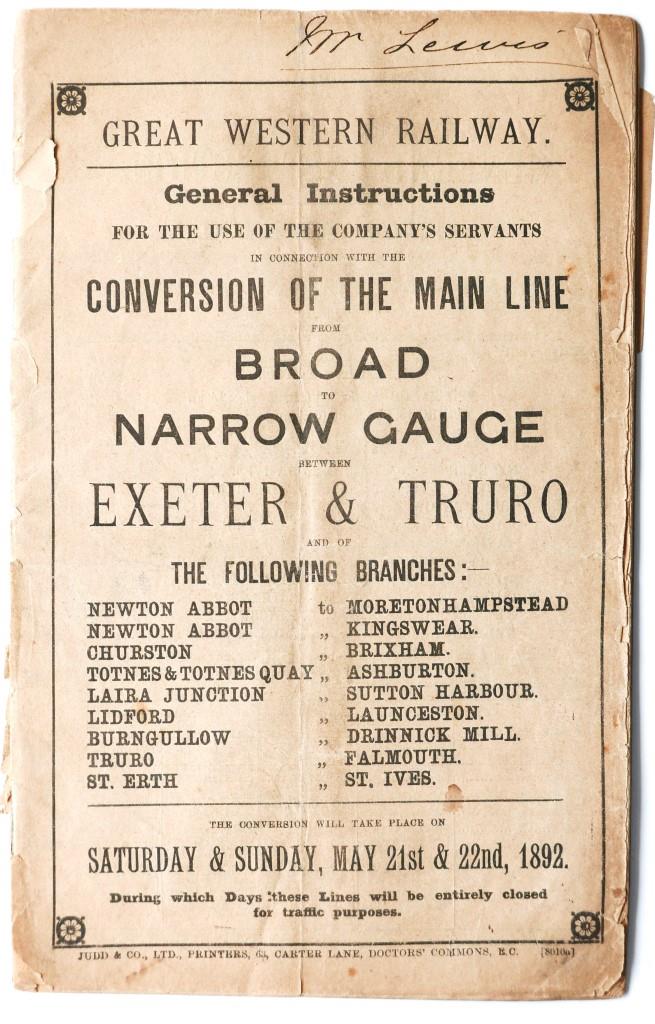 Mr Lewis
GREAT WESTERN RAILWAY.
General Instructions
FOR THE USE OF THE COMPANY'S SERVANTS
IN CONNECTION WITH THE
CONVERSION OF THE MAIN LINE
FROM
BROAD
TO
NARROW GAUGE
BETWEEN
EXETER & TRURO
AND OF
THE FOLLOWING BRANCHES:—
NEWTON ABBOT to MORETONHAMPSTEAD
NEWTON ABBOT „ KINGSWEAR.
CHURSTON „ BRIXHAM.
TOTNES & TOTNES QUAY „ ASHBURTON.
LAIRA JUNCTION „ SUTTON HARBOUR.
LIDFORD „ LAUNCESTON.
BURNGULLOW „ DRINNICK MILL.
TRURO „ FALMOUTH.
ST. ERTH „ ST. IVES.
THE CONVERSION WILL TAKE PLACE ON
SATURDAY & SUNDAY, MAY 21st & 22nd, 1892.
During which Days these Lines will be entirely closed
for traffic purposes.
JUDD & CO., LTD., PRINTERS, CARTER LANE, DOCTORS' COMMONS, E.C.